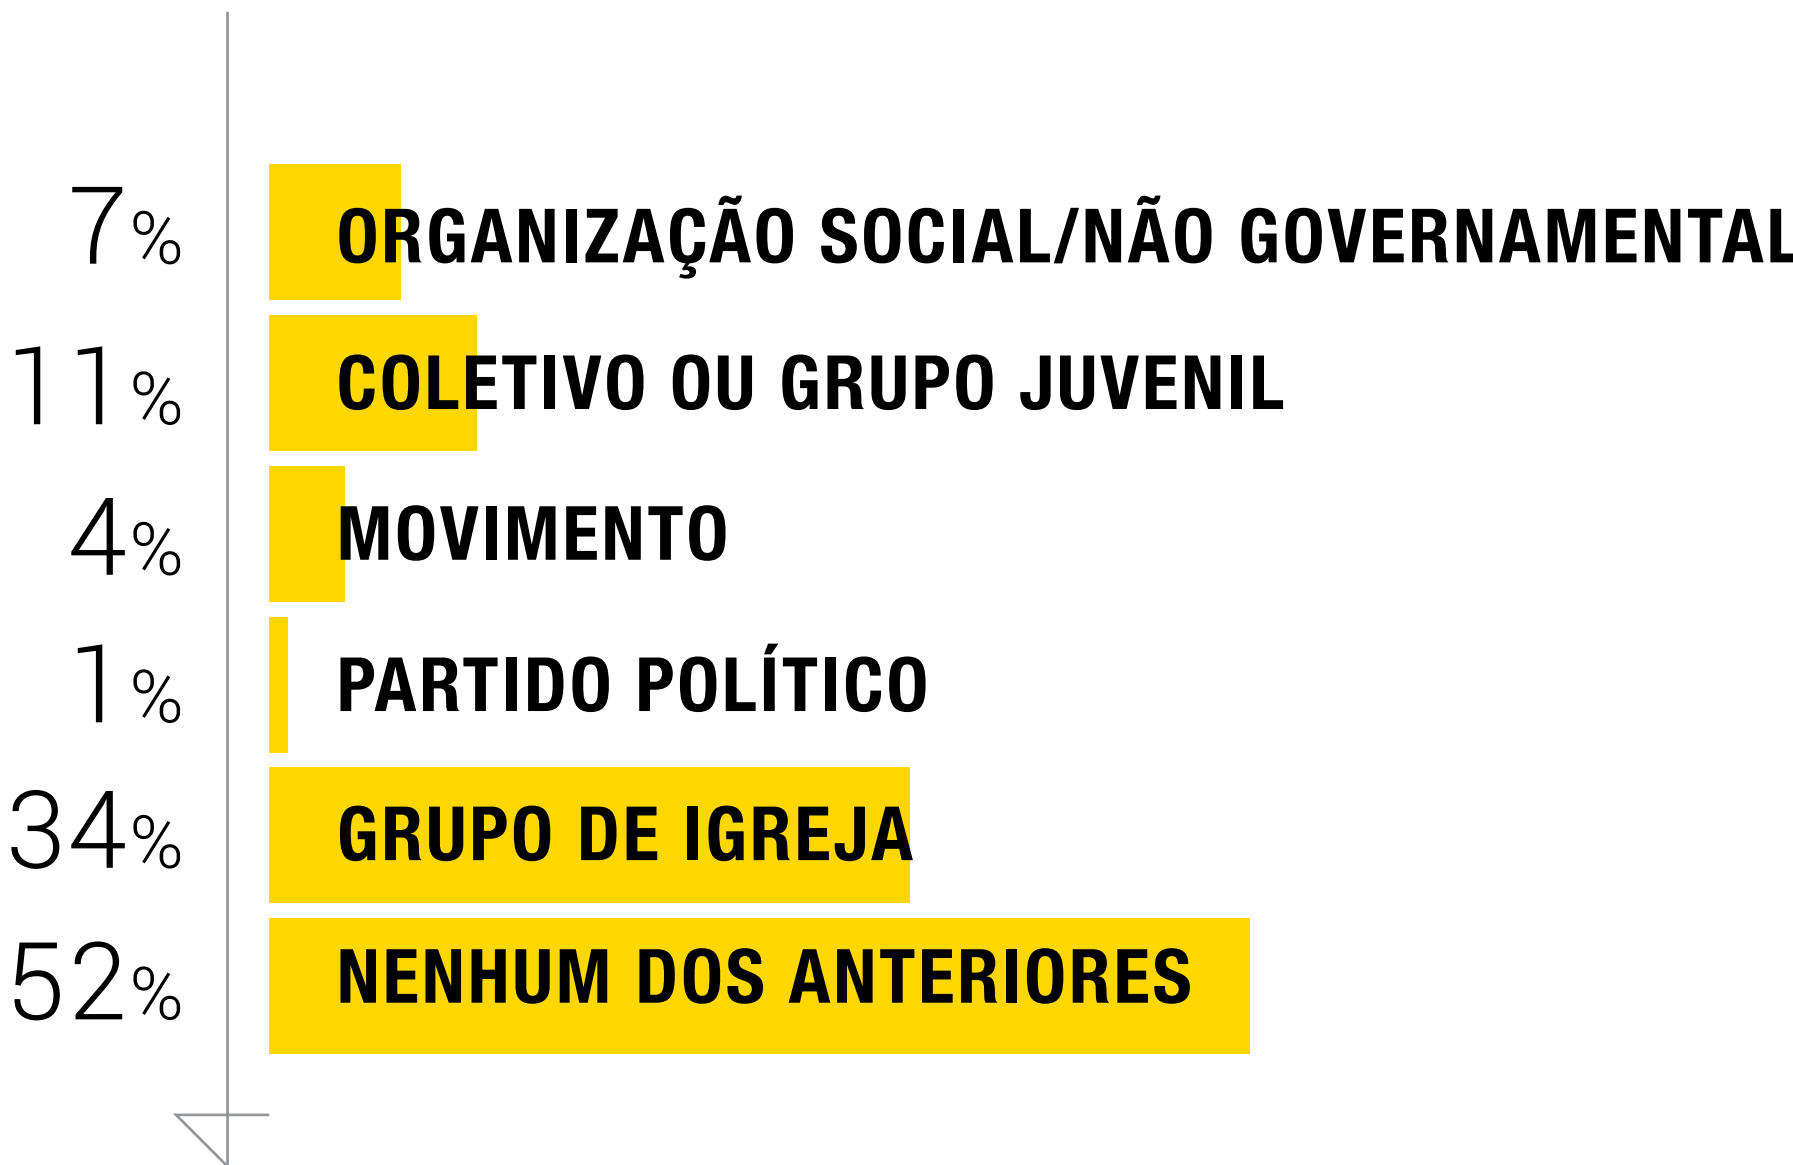 7% ORGANIZAÇÃO SOCIAL/NÃO GOVERNAMENTAL
11% COLETIVO OU GRUPO JUVENIL
4% MOVIMENTO
1% PARTIDO POLÍTICO
34% GRUPO DE IGREJA
52% NENHUM DOS ANTERIORES